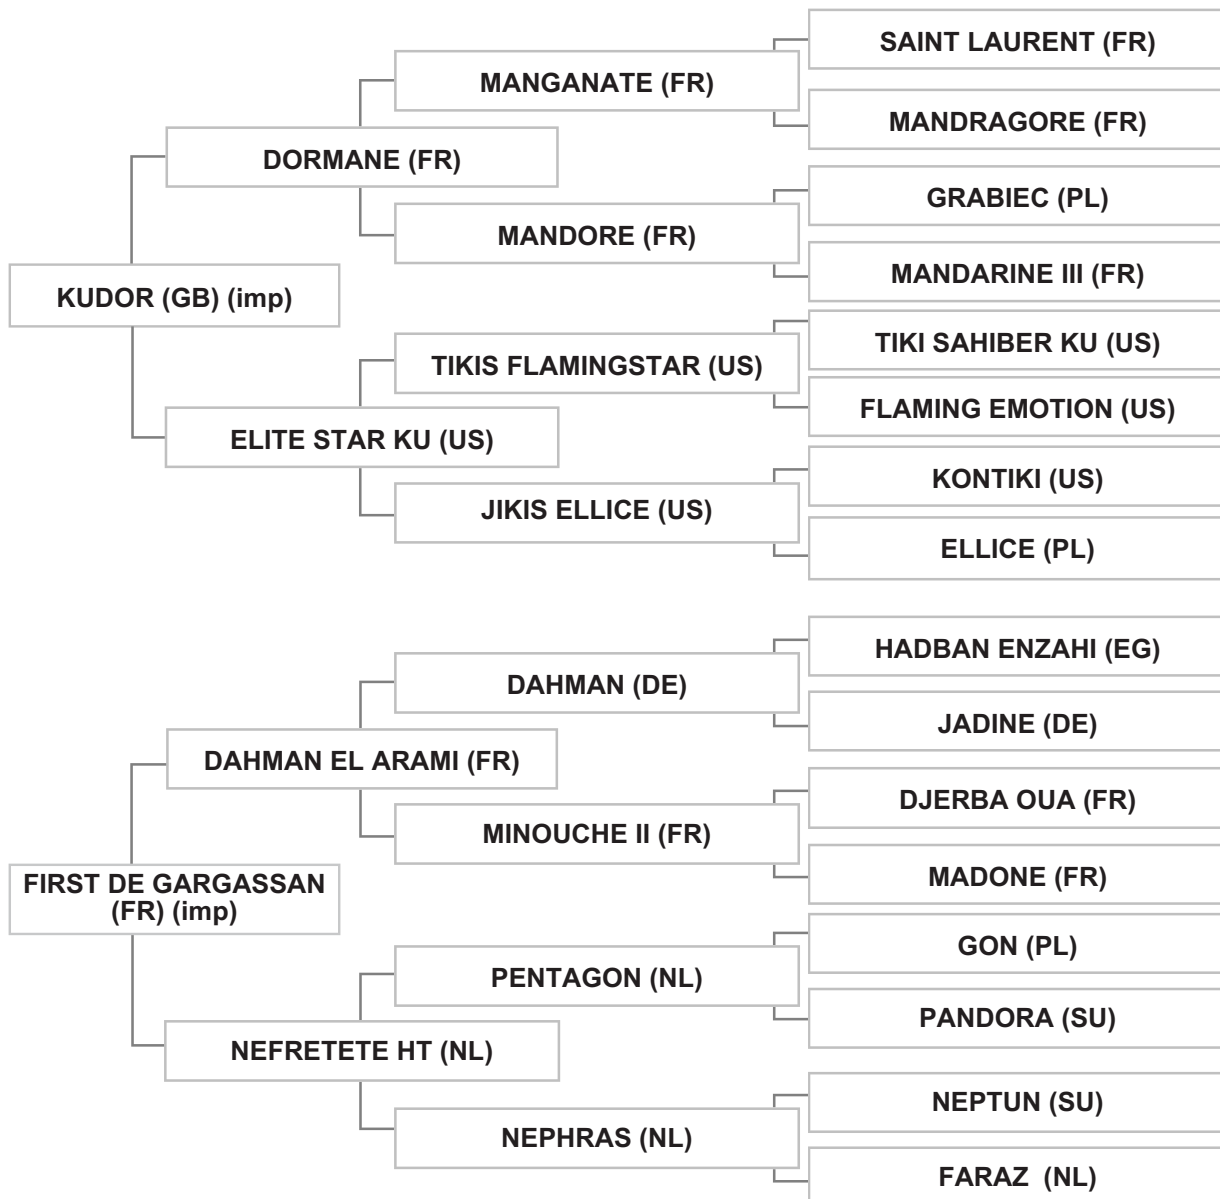 SAINT LAURENT (FR)
MANGANATE (FR)
MANDRAGORE (FR)
DORMANE (FR)
GRABIEC (PL)
MANDORE (FR)
MANDARINE III (FR)
KUDOR (GB) (imp)
TIKI SAHIBER KU (US)
TIKIS FLAMINGSTAR (US)
FLAMING EMOTION (US)
ELITE STAR KU (US)
KONTIKI (US)
JIKIS ELLICE (US)
ELLICE (PL)
HADBAN ENZAHI (EG)
DAHMAN (DE)
JADINE (DE)
DAHMAN EL ARAMI (FR)
DJERBA OUA (FR)
MINOUCHE II (FR)
MADONE (FR)
FIRST DE GARGASSAN
(FR) (imp)
GON (PL)
PENTAGON (NL)
PANDORA (SU)
NEFRETETE HT (NL)
NEPTUN (SU)
NEPHRAS (NL)
FARAZ (NL)